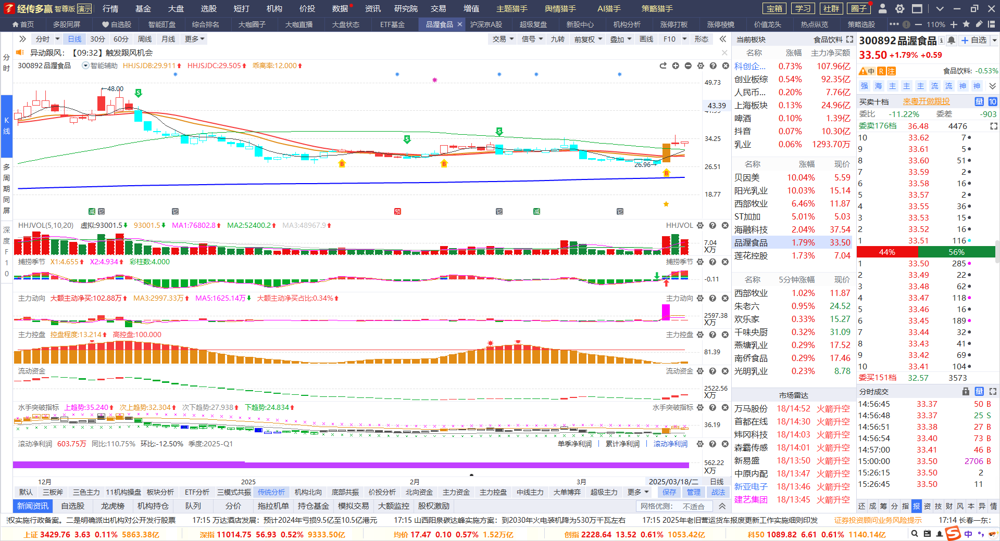 经传多赢 智尊版 演示 行情 基金 大盘 选股 短打 机构 价投 数据 资讯 研究院 交易 增值 主题猎手 舆情猎手 AI猎手 策略猎手 宝箱 学习 社群 圈子
首页 多股同屏 自选股 智能盯盘 综合排名 大咖圈子 大咖直播 大盘状态 ETF基金 品渥食品 沪深京A股 超级复盘 新股中心 机构分析 涨停打板 涨停棱镜 价值龙头 热点纵览 策略选股 110%
分时 日线 30分 60分 周线 月线 更多 交易 信号 九转 前复权 叠加 画线 F10 形态
异动跟风：【09:32】触发跟风机会
300892品渥食品 智能辅助 HHJSJDB:29.911 HHJSJDC:29.505 乖离率:12.000
分时
K线
多周期同屏
深度F10
49.73
43.39
34.25
26.51
18.77
48.00
26.96
S
S
S
B
B
B
减 它 它 预 它 减 它
HHJVOL(5,10,20) 虚拟:93001.5 93001.5 MA1:76802.8 MA2:52400.2 MA3:48967.9 HHJVOL
7.04
X万
捕捞季节 X1:4.655 X2:4.934 彩柱数:4.000 捕捞季节
-0.11
主力动向 大额主动净买:102.88万 MA3:2997.33万 MA5:1625.14万 大额主动净买占比:0.34% 主力动向
2597.38
X万
主力控盘 控盘程度:13.214 高控盘:100.000 主力控盘
81.39
流动资金 流动资金
2522.56
X万
水手突破指标 上趋势:35.240 次上趋势:32.304 次下趋势:27.938 下趋势:24.834 水手突破指标
36.19
滚动净利润 603.75万 同比:110.75% 环比:-12.50% 季度:2025-Q1 单季净利润 | 累计净利润 | 滚动净利润
562.22
X万
12月 2025 2月 3月 2025/03/18/二 日线
默认 三板斧 三色主力 11机构操盘 板块分析 ETF分析 三模式共振 传统分析 机构北向 底部共振 价投分析 北向资金 主力资金 主力控盘 中线主力 大单博弈 超级主力 更多 保存 管理 战法
新闻资讯 自选股 龙虎榜 机构持仓 队列 分价 拖拉机单 持仓基金 模拟交易 大额监控 股权激励 网格优测： 不适合
当前板块 食品饮料
名称 涨幅 主力净买额
科创企... 0.73% 107.96亿
创业板综 0.54% 92.35亿
人民币... 0.20% 7.76亿
上海板块 0.13% 24.96亿
啤酒 0.10% 1.39亿
抖音 0.07% 10.30亿
乳业 0.06% 1293.70万
名称 涨幅 现价
贝因美 10.04% 5.59
阳光乳业 10.03% 15.14
西部牧业 6.46% 11.87
ST加加 5.01% 5.03
海融科技 2.04% 37.54
品渥食品 1.79% 33.50
莲花控股 1.73% 7.04
名称 5分钟涨幅 现价
西部牧业 1.02% 11.87
朱老六 0.95% 24.52
欢乐家 0.33% 15.27
千味央厨 0.32% 31.09
燕塘乳业 0.29% 17.52
南侨食品 0.29% 17.46
光明乳业 0.23% 8.78
市场雷达
万马股份 18/14:52 火箭升空
首都在线 18/14:30 火箭升空
炜冈科技 18/14:03 火箭升空
森霸传感 18/14:01 火箭升空
新易盛 18/13:50 火箭升空
中原内配 18/13:47 火箭升空
新亚电子 18/13:46 火箭升空
建艺集团 18/13:45 火箭升空
300892品渥食品 自选
33.50 +1.79% +0.59
中 R 注 食品饮料: -0.53%
强 海 主 主 主 流 流 神 神
买卖十档 来粤开做跟投 量 10
委比 -11.22% 委差 -903
委卖176档 36.48 4476
10 33.62 7
9 33.61 5
8 33.60 51
7 33.59 2
6 33.58 16
5 33.57 2
4 33.55 36
3 33.53 15
2 33.52 16
1 33.51 116
44% 56%
1 33.50 285
2 33.49 22
3 33.48 62
4 33.47 118
5 33.46 16
6 33.45 189
7 33.44 32
8 33.43 41
9 33.42 69
10 33.41 104
委买151档 32.57 3573
分时成交 量
14:56:45 33.37 50 B
14:56:48 33.37 25 S
14:56:51 33.38 27 B
14:56:54 33.40 73 B
14:57:00 33.41 46 B
15:00:00 33.50 2706 B
15:26:15 33.50 2
15:26:45 33.50 11
还 成 筹 分 指 报 资 技 财 风 本 异 情
权实施行政备案。二是明确派出机构对公开发行股票 17:15 万达酒店发展：预计2024年亏损9.5亿至10.5亿港元 17:15 山西阳泉碳达峰实施方案：到2030年火电装机降为530万千瓦左右 17:15 2025年老旧营运货车报废更新工作实施细则印发 证券投资顾问业务风险提示 17:14 长春一东：
上证 3429.76 3.63 0.11% 5863.38亿 深指 11014.75 56.93 0.52% 9333.50亿 均价 17.47 0.10 0.57% 1.52万亿 创指 2228.64 13.52 0.61% 1053.42亿 科50 1089.82 6.61 0.61% 1140.14亿 中